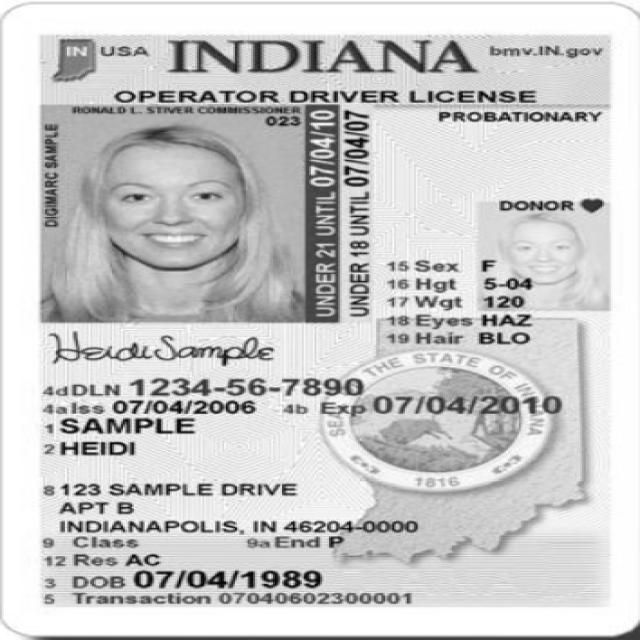 IN USA INDIANA bmv.IN.gov
OPERATOR DRIVER LICENSE
RONALD L. STIVER COMMISSIONER
023
PROBATIONARY
DIGIMARC SAMPLE
UNDER 21 UNTIL 07/04/10
UNDER 18 UNTIL 07/04/07
DONOR
15 Sex F
16 Hgt 5-04
17 Wgt 120
18 Eyes HAZ
19 Hair BLO
Heidi Sample
4d DLN 1234-56-7890
4a Iss 07/04/2006 4b Exp 07/04/2010
1 SAMPLE
2 HEIDI
SEAL OF THE STATE OF INDIANA
1816
8 123 SAMPLE DRIVE
APT B
INDIANAPOLIS, IN 46204-0000
9 Class 9a End P
12 Res AC
3 DOB 07/04/1989
5 Transaction 07040602300001